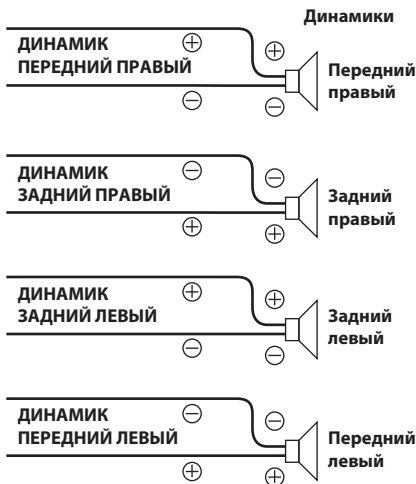 Динамики
ДИНАМИК
ПЕРЕДНИЙ ПРАВЫЙ
⊕
⊖
⊕
⊖
Передний
правый
ДИНАМИК
ЗАДНИЙ ПРАВЫЙ
⊖
⊕
⊖
⊕
Задний
правый
ДИНАМИК
ЗАДНИЙ ЛЕВЫЙ
⊕
⊖
⊕
⊖
Задний
левый
ДИНАМИК
ПЕРЕДНИЙ ЛЕВЫЙ
⊖
⊕
⊖
⊕
Передний
левый